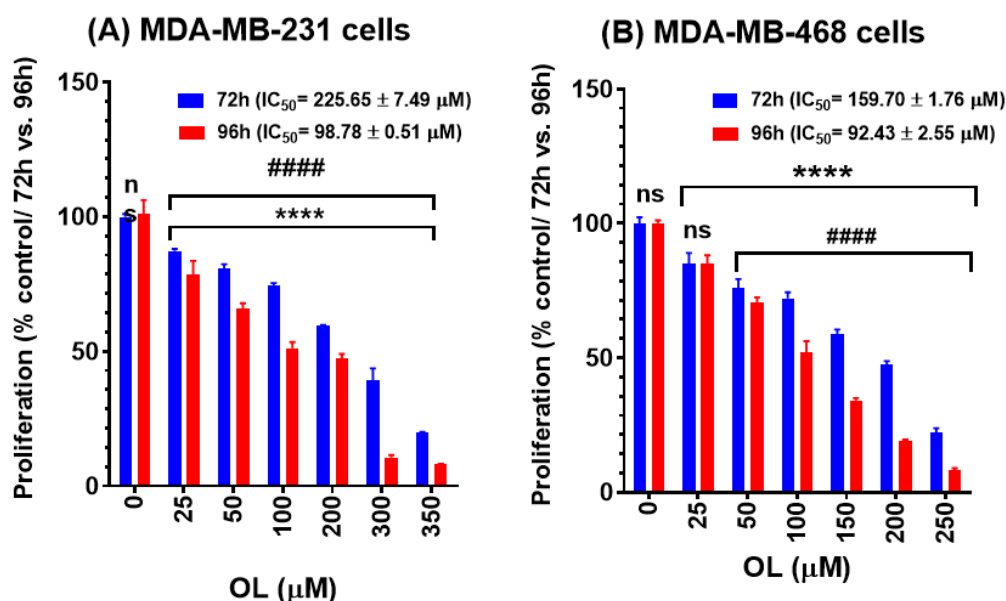 (A) MDA-MB-231 cells
Proliferation (% control/ 72h vs. 96h)
150
100
50
0
72h (IC50= 225.65 ± 7.49 μM)
96h (IC50= 98.78 ± 0.51 μM)
####
****
n
s
0 25 50 100 200 300 350
OL (μM)
(B) MDA-MB-468 cells
Proliferation (% control/ 72h vs. 96h)
150
100
50
0
72h (IC50= 159.70 ± 1.76 μM)
96h (IC50= 92.43 ± 2.55 μM)
****
ns
ns
####
0 25 50 100 150 200 250
OL (μM)